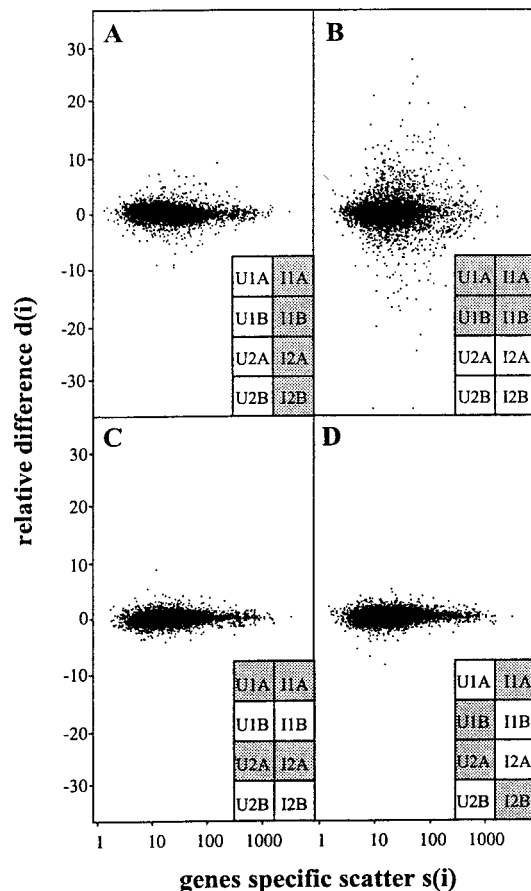 A
B
30
20
10
0
-10
-20
-30
U1A I1A
U1B I1B
U2A I2A
U2B I2B
U1A I1A
U1B I1B
U2A I2A
U2B I2B
relative difference d(i)
C
D
30
20
10
0
-10
-20
-30
U1A I1A
U1B I1B
U2A I2A
U2B I2B
U1A I1A
U1B I1B
U2A I2A
U2B I2B
1 10 100 1000
1 10 100 1000
genes specific scatter s(i)